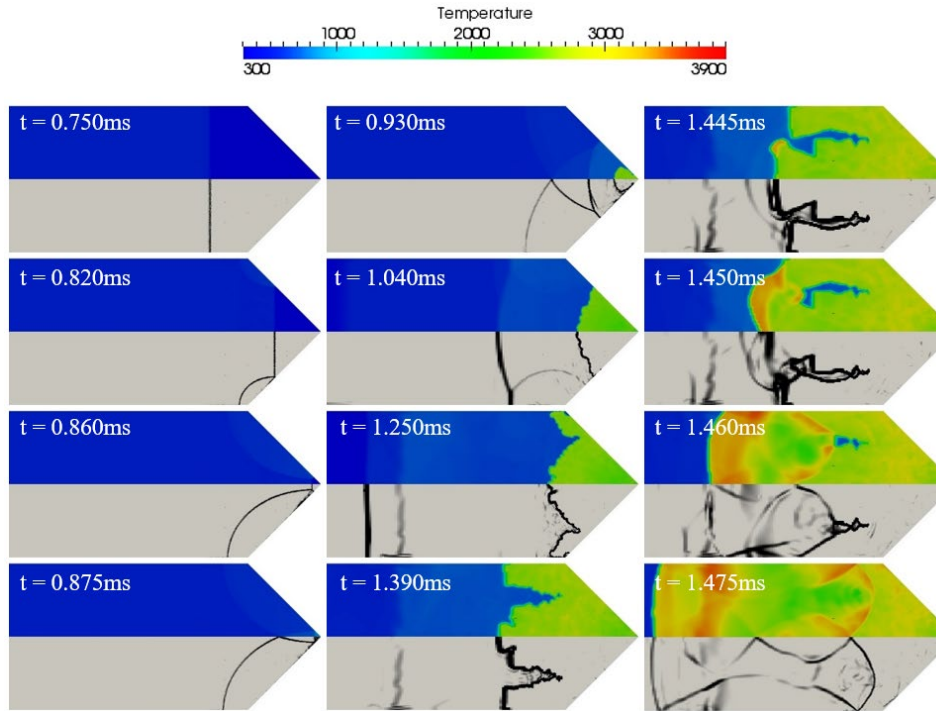 Temperature
1000 2000 3000
300 3900
t = 0.750ms
t = 0.930ms
t = 1.445ms
t = 0.820ms
t = 1.040ms
t = 1.450ms
t = 0.860ms
t = 1.250ms
t = 1.460ms
t = 0.875ms
t = 1.390ms
t = 1.475ms